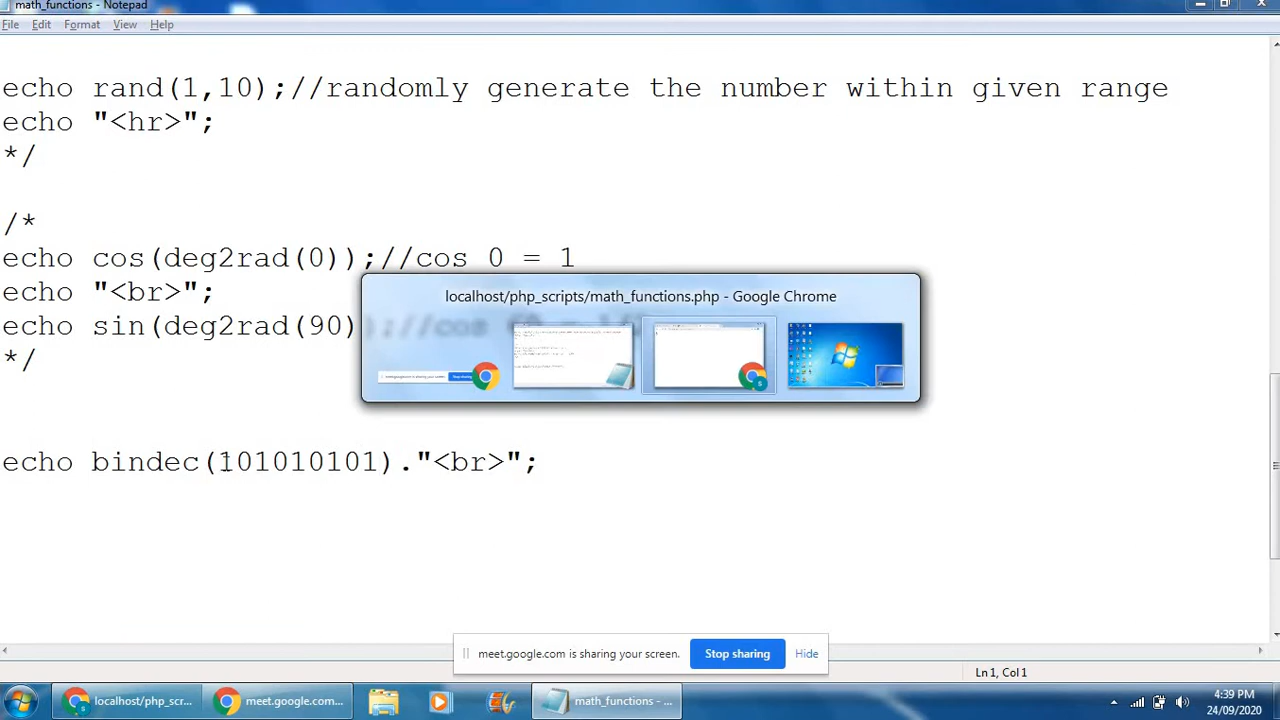 math_functions - Notepad
File Edit Format View Help
echo rand(1,10);//randomly generate the number within given range
echo "<hr>";
*/
/*
echo cos(deg2rad(0));//cos 0 = 1
echo "<br>";
localhost/php_scripts/math_functions.php - Google Chrome
echo sin(deg2rad(90));//cos
*/
echo bindec(101010101)."<br>";
meet.google.com is sharing your screen. Stop sharing Hide
Ln 1, Col 1
localhost/php_scr... meet.google.com... math_functions - ...
4:39 PM
24/09/2020